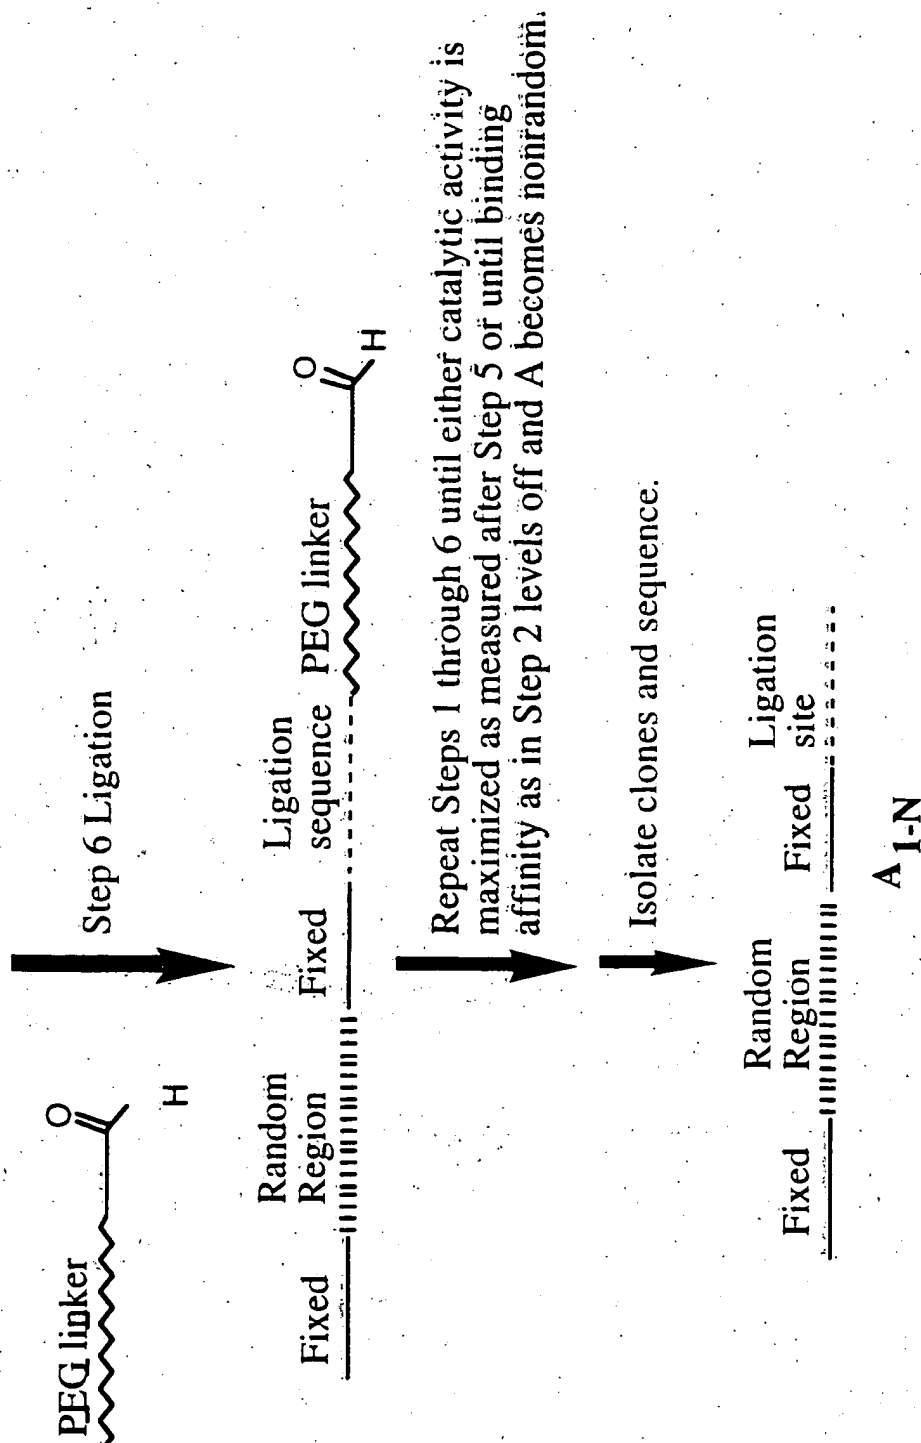 PEG linker
O
H
Step 6 Ligation
Fixed
Random
Region
Fixed
Ligation
sequence
PEG linker
O
H
Repeat Steps 1 through 6 until either catalytic activity is
maximized as measured after Step 5 or until binding
affinity as in Step 2 levels off and A becomes nonrandom.
Isolate clones and sequence.
Fixed
Random
Region
Fixed
Ligation
site
A 1-N